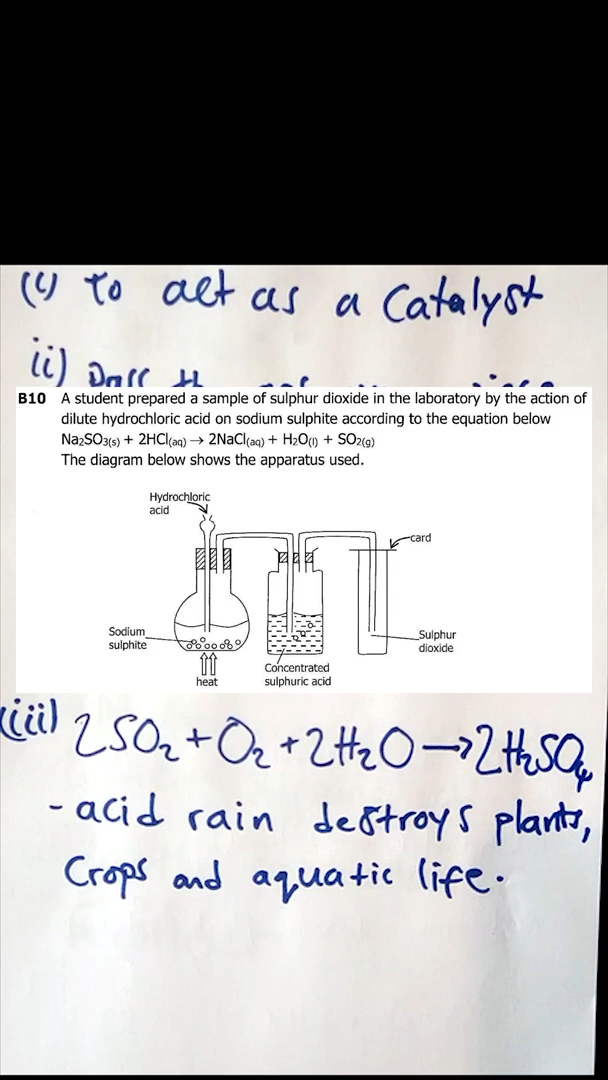 (i) To act as a Catalyst
ii)
B10 A student prepared a sample of sulphur dioxide in the laboratory by the action of
dilute hydrochloric acid on sodium sulphite according to the equation below
Na₂SO₃(s) + 2HCl(aq) → 2NaCl(aq) + H₂O(l) + SO₂(g)
The diagram below shows the apparatus used.
Hydrochloric
acid
card
Sodium
sulphite
Sulphur
dioxide
heat
Concentrated
sulphuric acid
(iii) 2SO₂ + O₂ + 2H₂O → 2H₂SO₄
- acid rain destroys plants,
Crops and aquatic life.